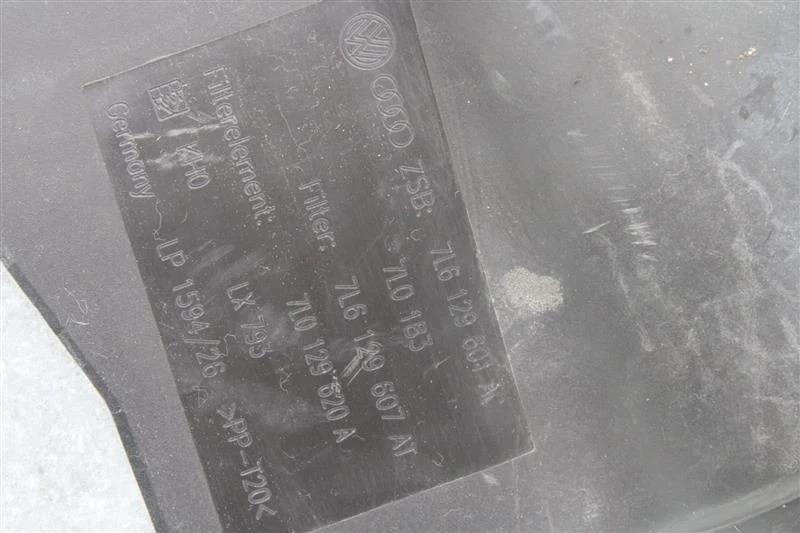 ZSB: 7L6 129 601 A
7L0 183
Filter: 7L6 129 607 AT
7L0 129 620 A
Filterelement: LX 793
KH0
Germany LP 1594/26 >PP-T20<